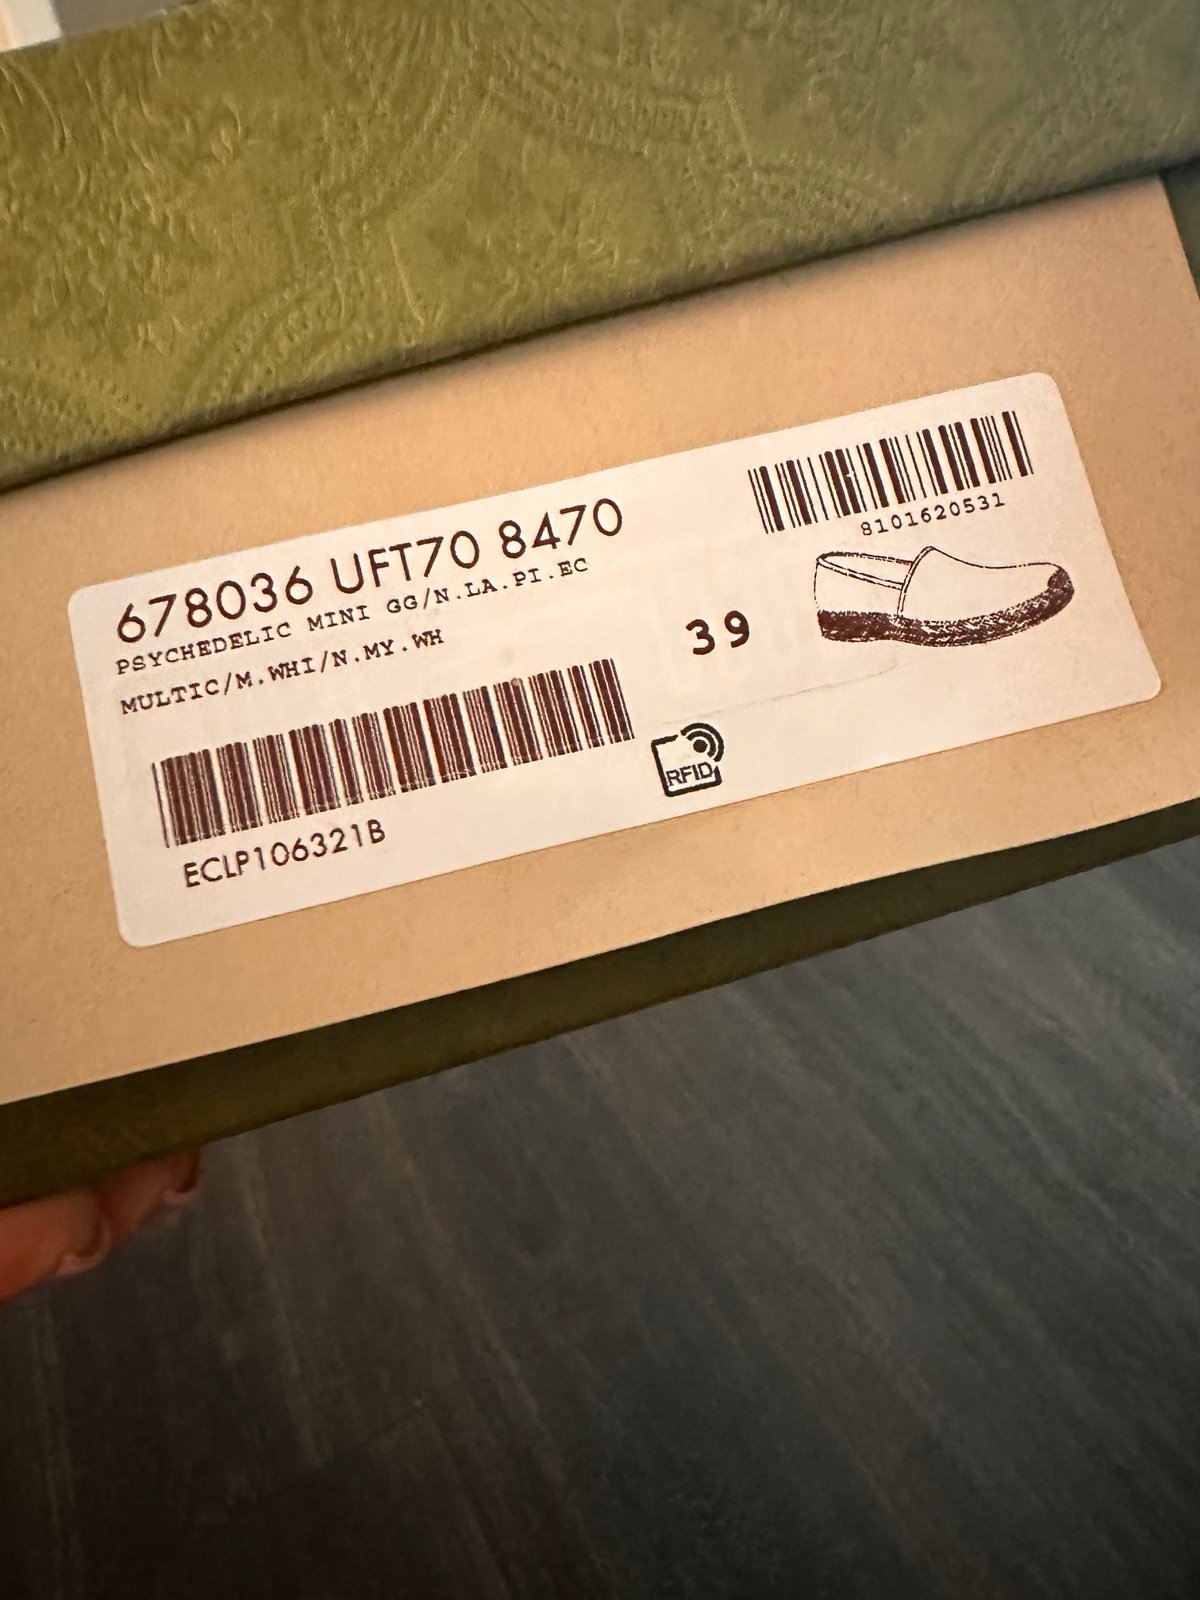 678036 UFT70 8470
PSYCHEDELIC MINI GG/N.LA.PI.EC
MULTIC/M.WHI/N.MY.WH
ECLP106321B
8101620531
39
RFID